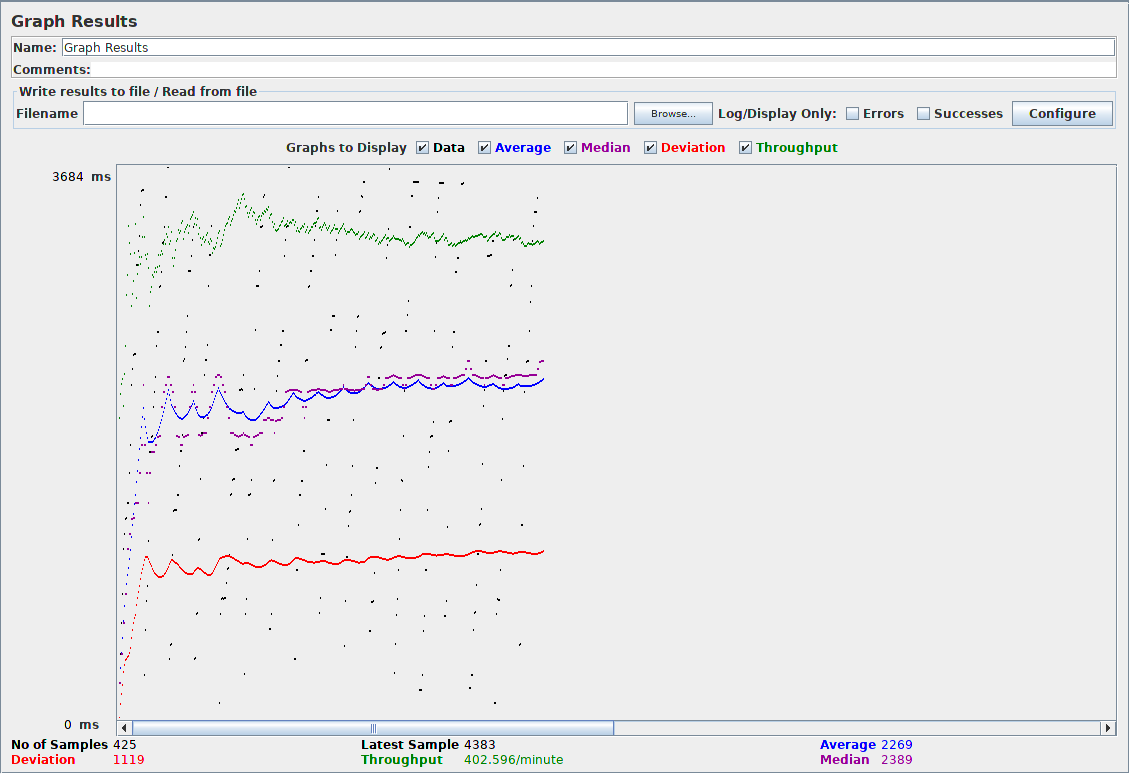 Graph Results
Name: Graph Results
Comments:
Write results to file / Read from file
Filename Browse... Log/Display Only: Errors Successes Configure
Graphs to Display Data Average Median Deviation Throughput
3684 ms
0 ms
No of Samples 425 Latest Sample 4383 Average 2269
Deviation 1119 Throughput 402.596/minute Median 2389